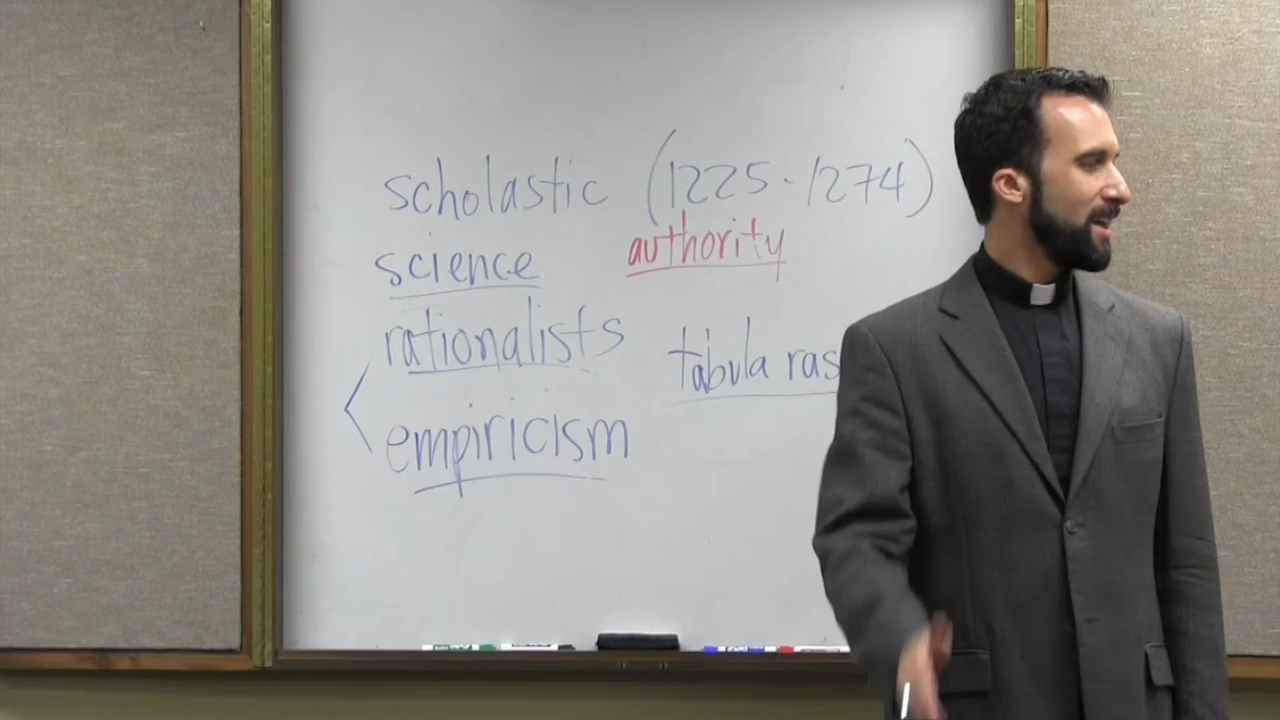 scholastic (1225-1274)
authority
science
rationalists
tabula ras
empiricism